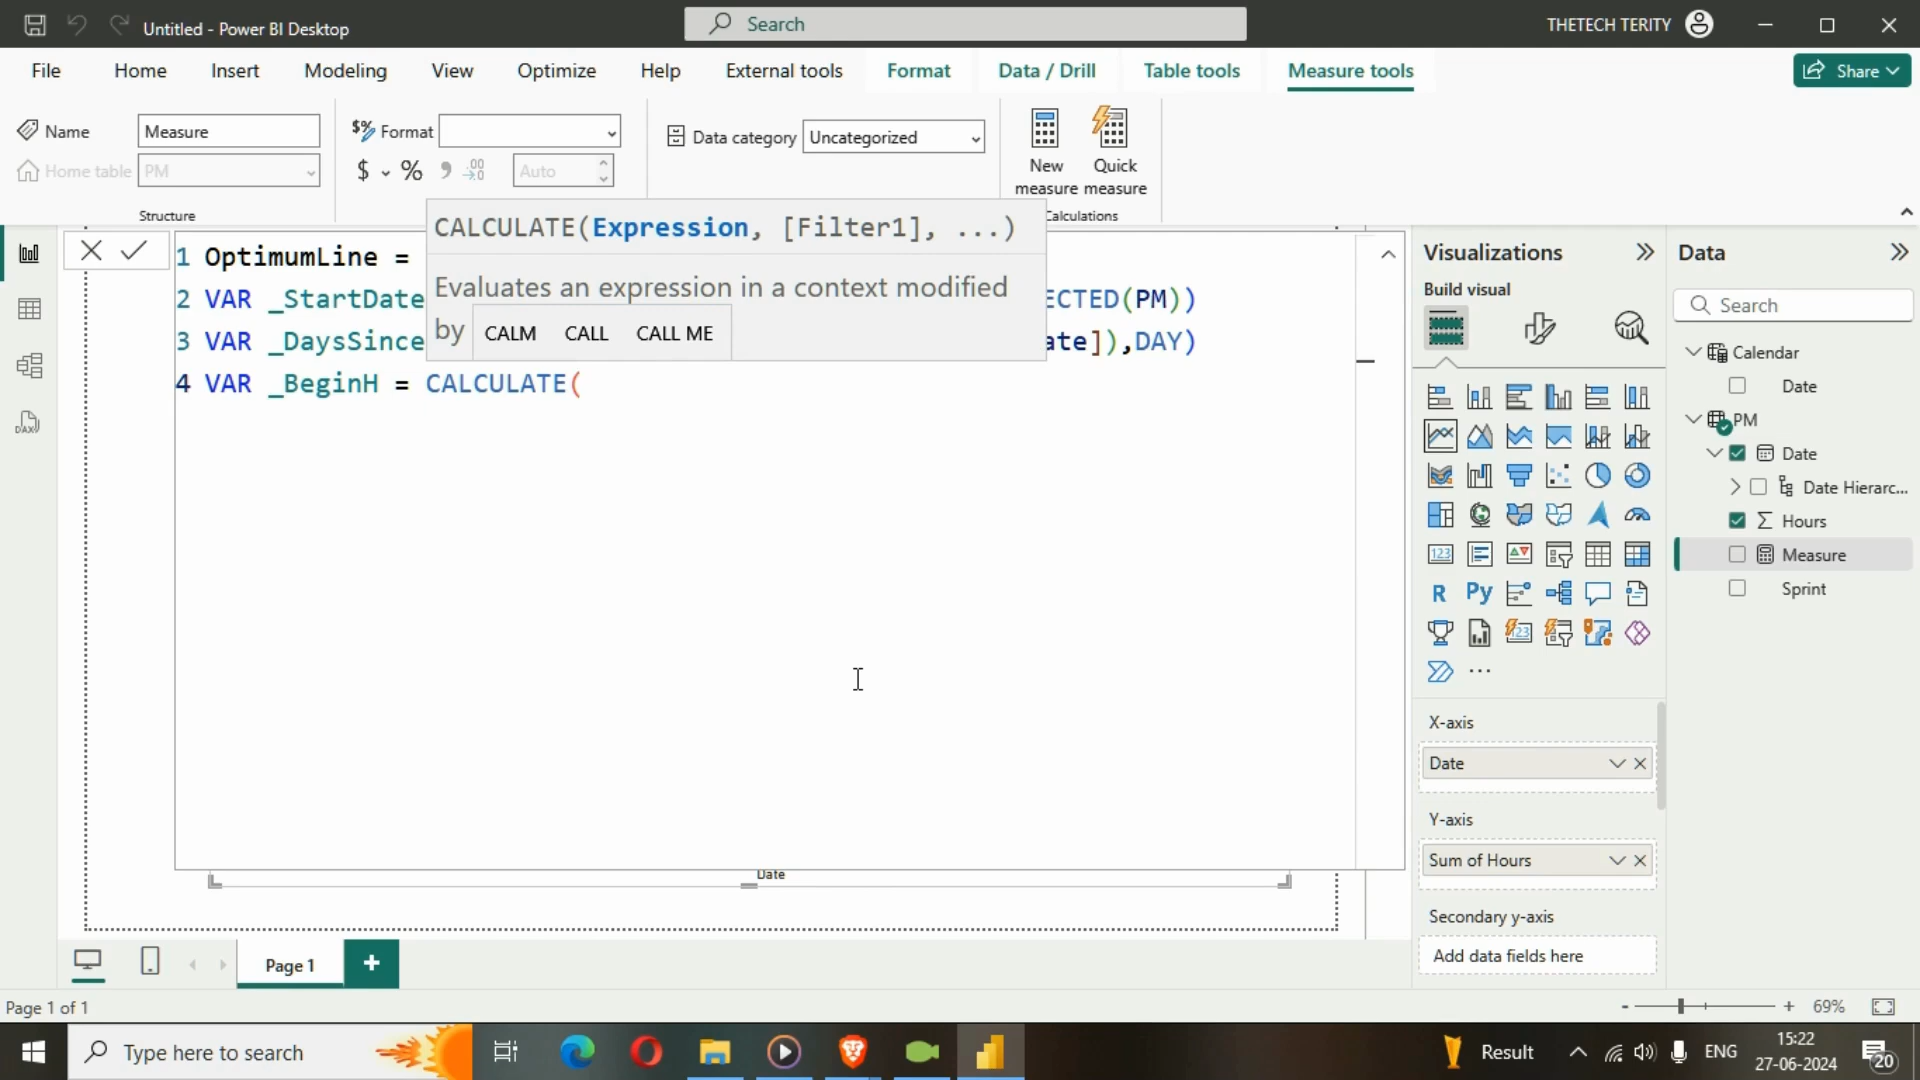 Untitled - Power BI Desktop
Search
THETECH TERITY
File
Home
Insert
Modeling
View
Optimize
Help
External tools
Format
Data / Drill
Table tools
Measure tools
Share
Name
Measure
$% Format
Data category
Uncategorized
New measure
Quick measure
Home table
PM
$
%
Auto
Structure
Calculations
CALCULATE(Expression, [Filter1], ...)
Evaluates an expression in a context modified
by
CALM CALL CALL ME
1 OptimumLine =
2 VAR _StartDate ECTED(PM))
3 VAR _DaysSince ate]),DAY)
4 VAR _BeginH = CALCULATE(
Date
Visualizations
Build visual
X-axis
Date
Y-axis
Sum of Hours
Secondary y-axis
Add data fields here
Data
Search
Calendar
Date
PM
Date
Date Hierarc...
Hours
Measure
Sprint
Page 1
Page 1 of 1
69%
Type here to search
Result
ENG
15:22
27-06-2024
20